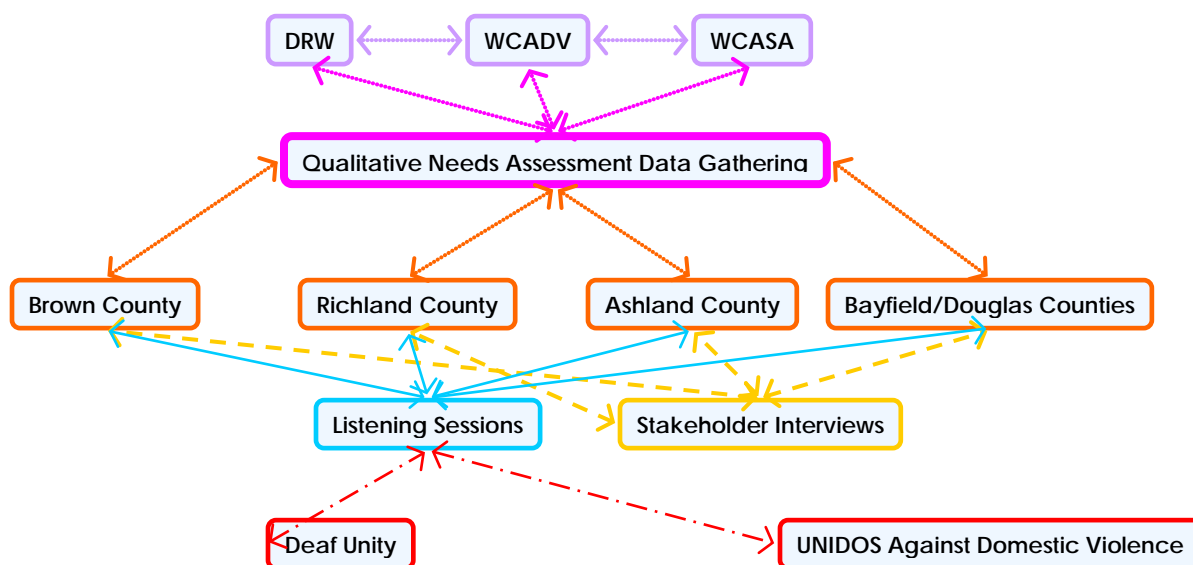 DRW
WCADV
WCASA
Qualitative Needs Assessment Data Gathering
Brown County
Richland County
Ashland County
Bayfield/Douglas Counties
Listening Sessions
Stakeholder Interviews
Deaf Unity
UNIDOS Against Domestic Violence